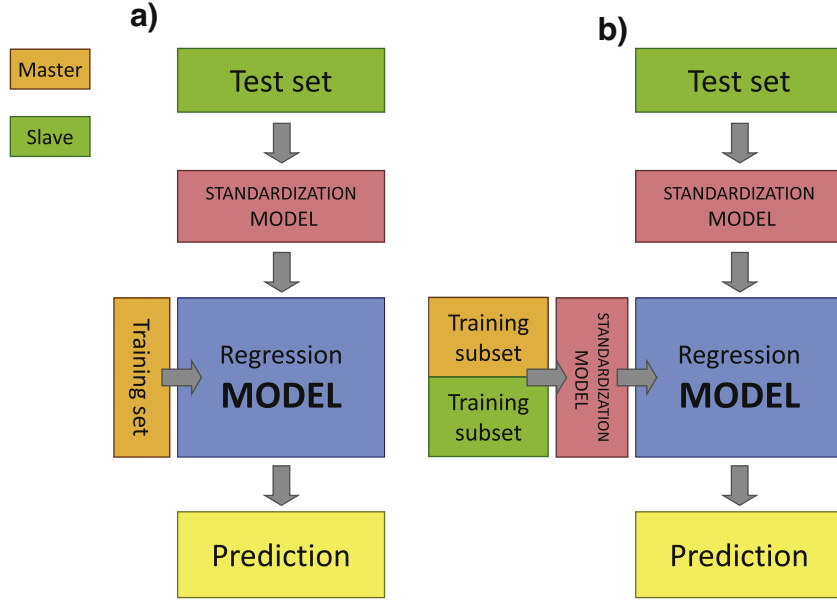 a)
Master
Slave
Test set
STANDARDIZATION
MODEL
Training set
Regression
MODEL
Prediction
b)
Test set
STANDARDIZATION
MODEL
Training
subset
Training
subset
STANDARDIZATION
MODEL
Regression
MODEL
Prediction